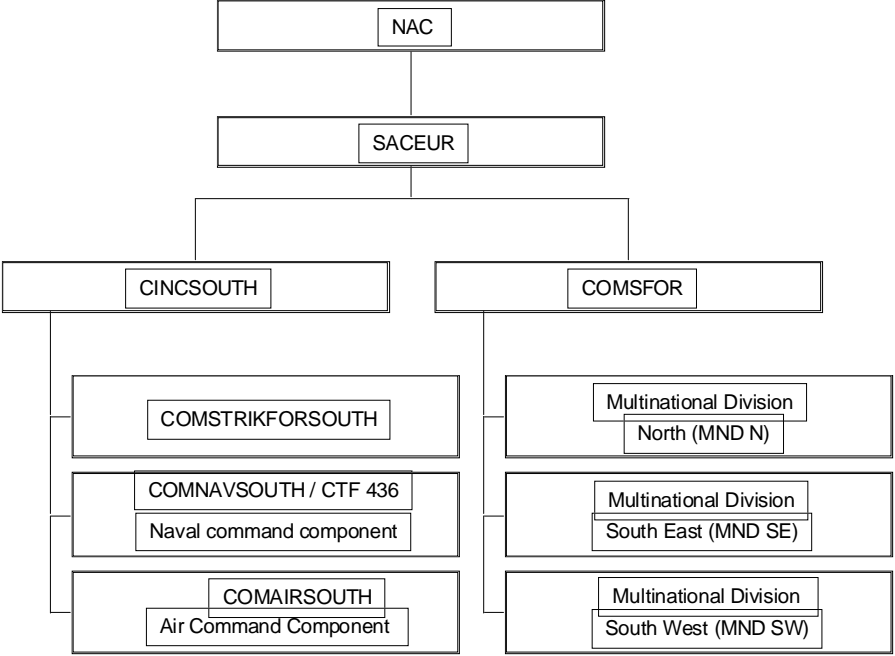 NAC
SACEUR
CINCSOUTH
COMSFOR
COMSTRIKFORSOUTH
Multinational Division
North (MND N)
COMNAVSOUTH / CTF 436
Naval command component
Multinational Division
South East (MND SE)
COMAIRSOUTH
Air Command Component
Multinational Division
South West (MND SW)